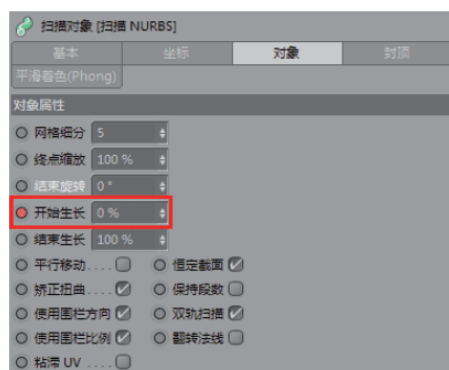 扫描对象 [扫描 NURBS]
基本 坐标 对象 封顶
平滑着色(Phong)
对象属性
网格细分 5
终点缩放 100 %
结束旋转 0 °
开始生长 0 %
结束生长 100 %
平行移动 . . . . 恒定截面
矫正扭曲 . . . . 保持段数
使用围栏方向 双轨扫描
使用围栏比例 翻转法线
粘滞 UV . . . .